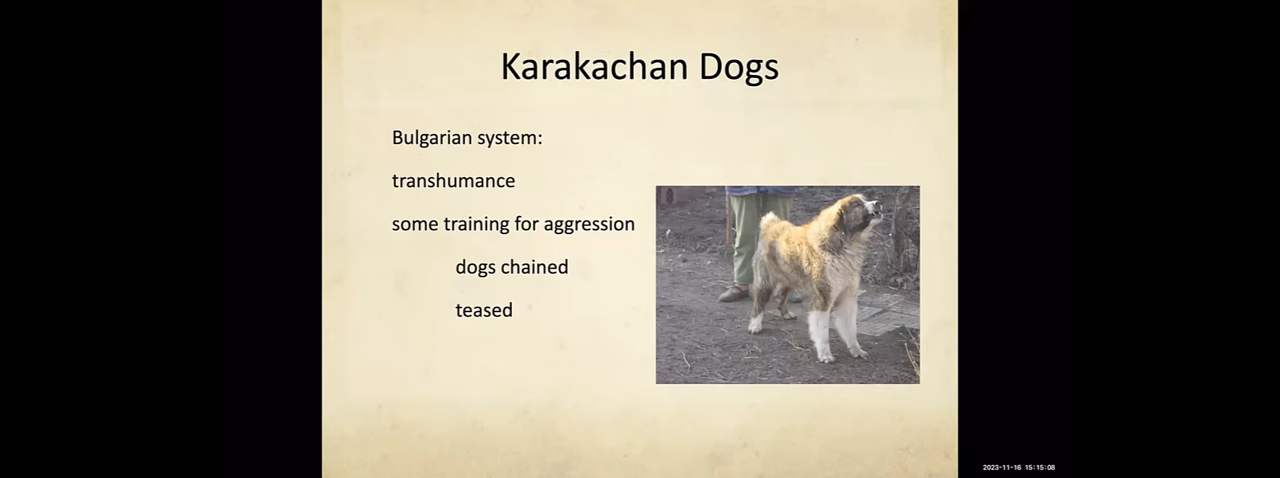 Karakachan Dogs
Bulgarian system:
transhumance
some training for aggression
dogs chained
teased
2023-11-16 15:15:08